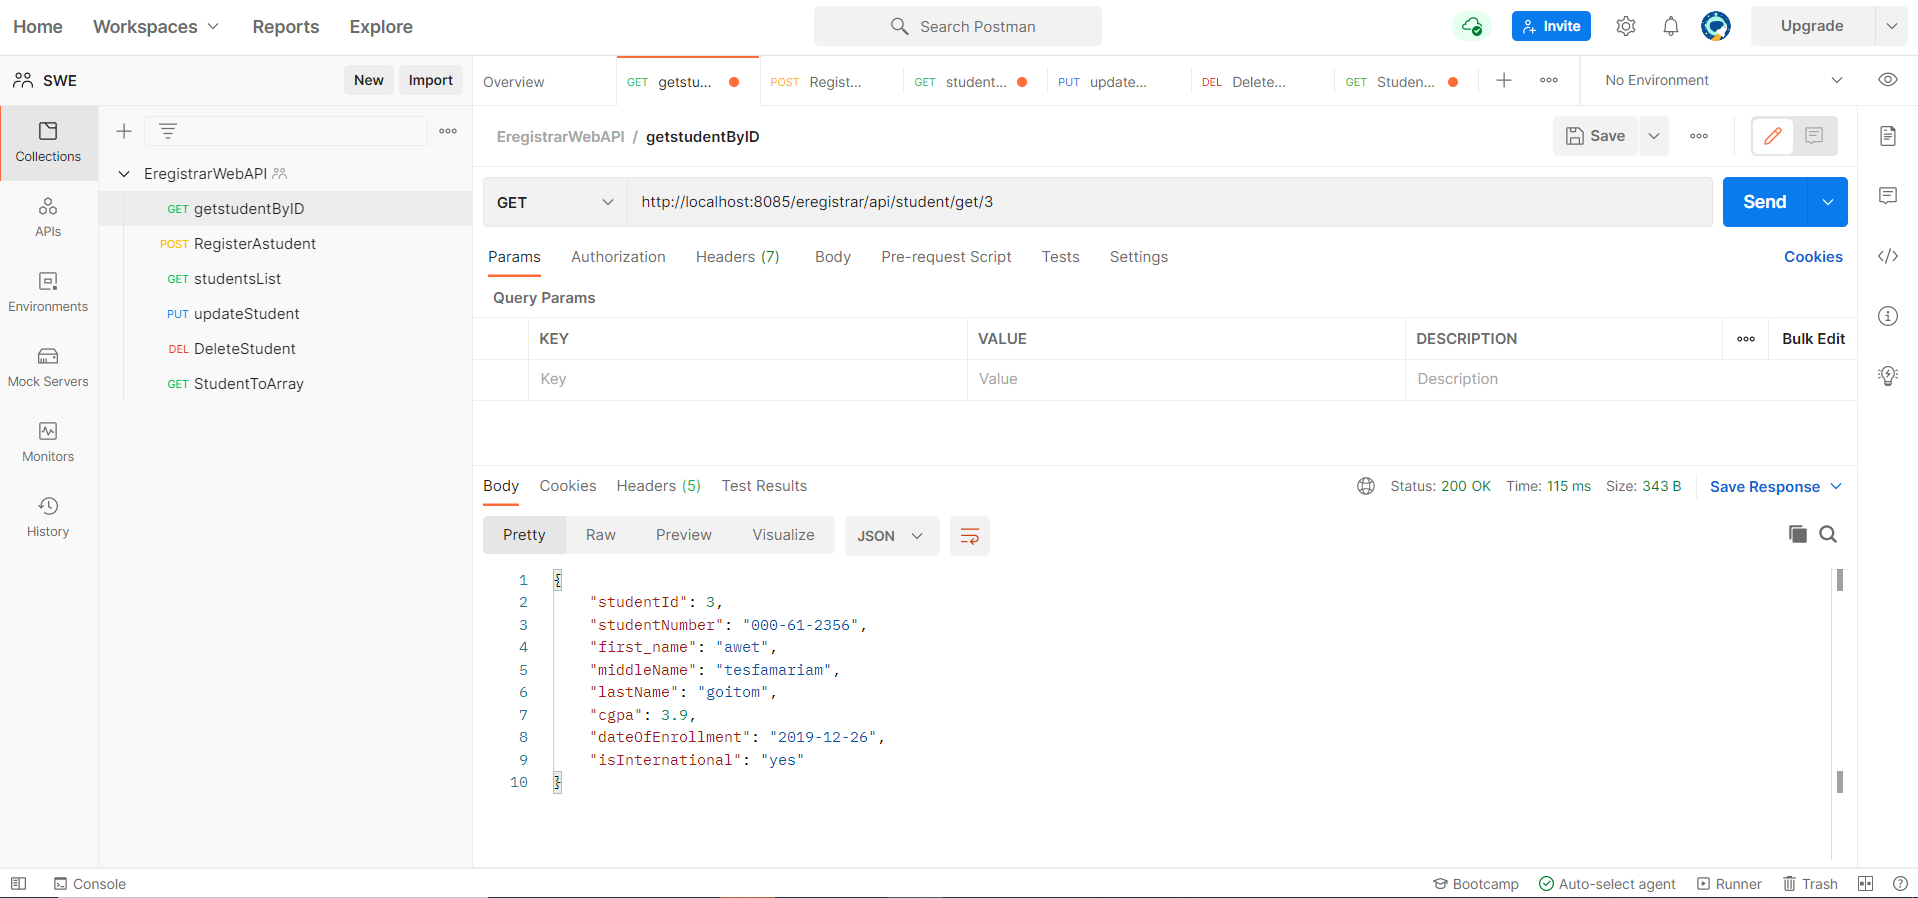 Home Workspaces Reports Explore Search Postman Invite Upgrade
SWE New Import Overview GET getstu... POST Regist... GET student... PUT update... DEL Delete... GET Studen... No Environment
Collections
APIs
Environments
Mock Servers
Monitors
History
EregistrarWebAPI
GET getstudentByID
POST RegisterAstudent
GET studentsList
PUT updateStudent
DEL DeleteStudent
GET StudentToArray
EregistrarWebAPI / getstudentByID Save
GET http://localhost:8085/eregistrar/api/student/get/3 Send
Params Authorization Headers (7) Body Pre-request Script Tests Settings Cookies
Query Params
KEY VALUE DESCRIPTION Bulk Edit
Key Value Description
Body Cookies Headers (5) Test Results Status: 200 OK Time: 115 ms Size: 343 B Save Response
Pretty Raw Preview Visualize JSON
1 {
2 "studentId": 3,
3 "studentNumber": "000-61-2356",
4 "first_name": "awet",
5 "middleName": "tesfamariam",
6 "lastName": "goitom",
7 "cgpa": 3.9,
8 "dateOfEnrollment": "2019-12-26",
9 "isInternational": "yes"
10 }
Console Bootcamp Auto-select agent Runner Trash